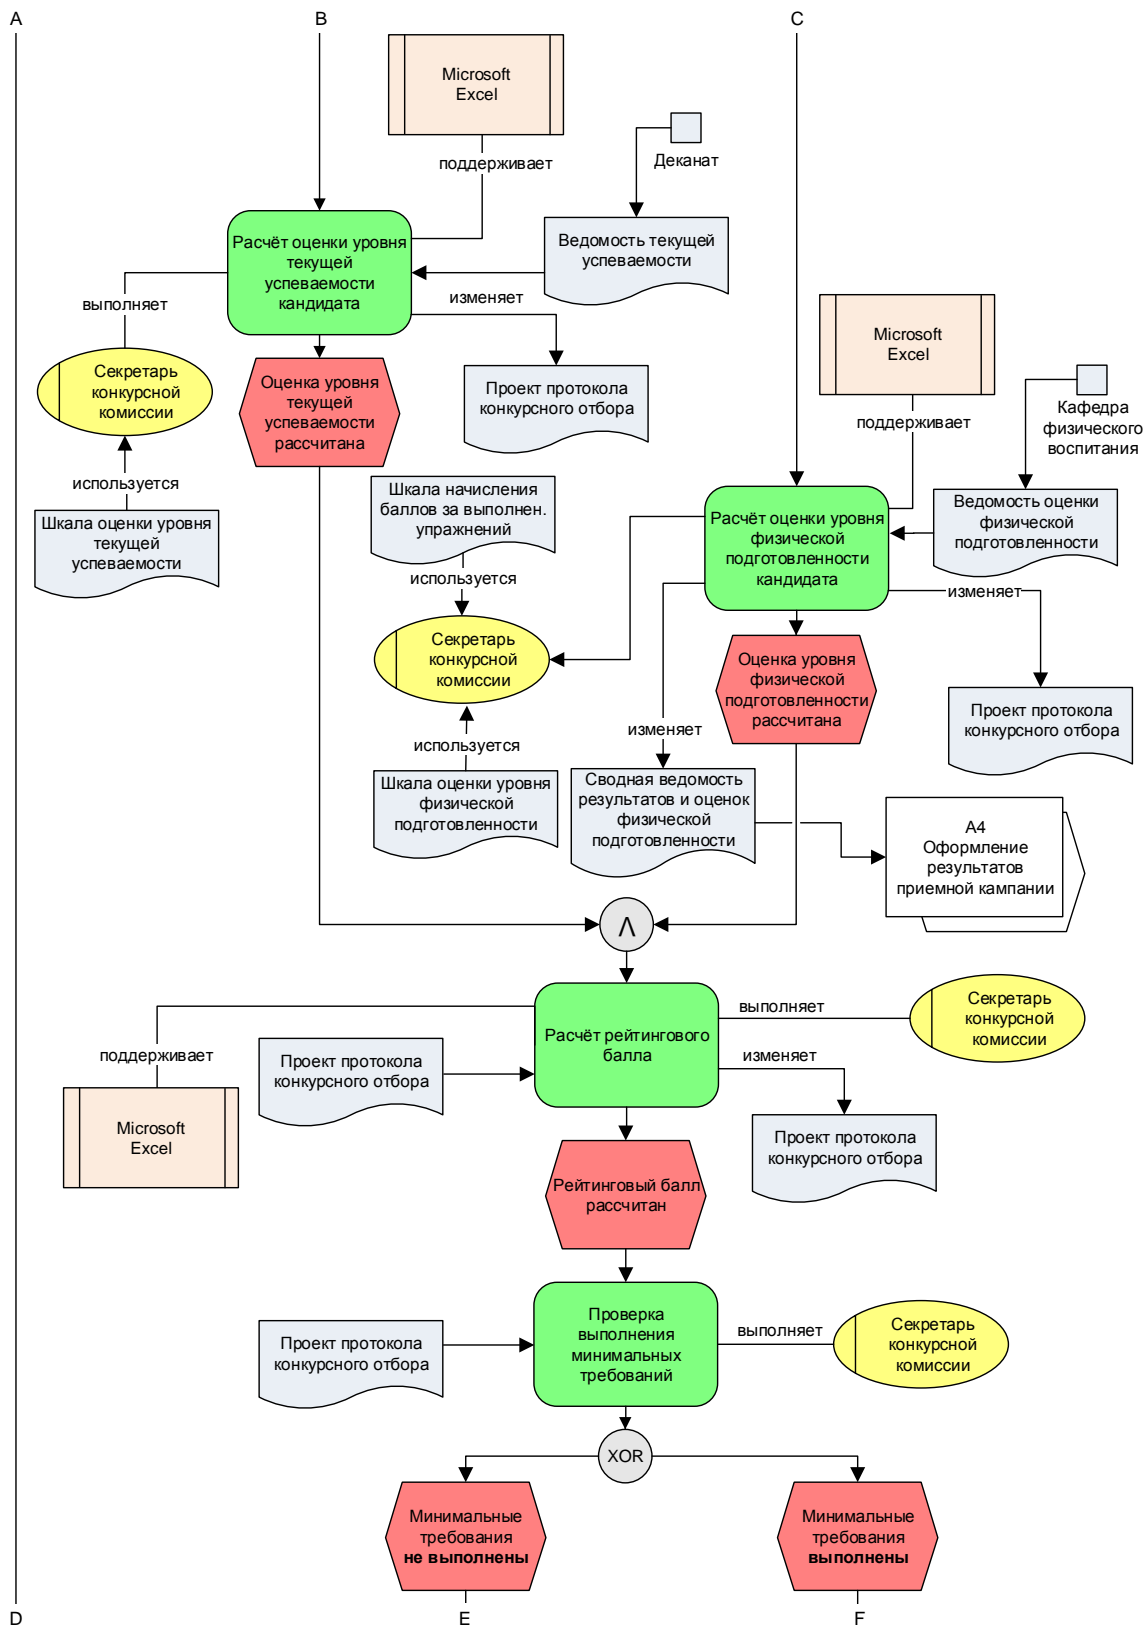 A
B
C
Microsoft
Excel
поддерживает
Деканат
Расчёт оценки уровня
текущей
успеваемости
кандидата
Ведомость текущей
успеваемости
выполняет
изменяет
Секретарь
конкурсной
комиссии
Оценка уровня
текущей
успеваемости
рассчитана
Проект протокола
конкурсного отбора
Microsoft
Excel
поддерживает
Кафедра
физического
воспитания
используется
Шкала оценки уровня
текущей
успеваемости
Шкала начисления
баллов за выполнен.
упражнений
используется
Расчёт оценки уровня
физической
подготовленности
кандидата
Ведомость оценки
физической
подготовленности
изменяет
Секретарь
конкурсной
комиссии
Оценка уровня
физической
подготовленности
рассчитана
Проект протокола
конкурсного отбора
используется
изменяет
Шкала оценки уровня
физической
подготовленности
Сводная ведомость
результатов и оценок
физической
подготовленности
A4
Оформление
результатов
приемной кампании
Λ
поддерживает
Расчёт рейтингового
балла
выполняет
Секретарь
конкурсной
комиссии
Проект протокола
конкурсного отбора
изменяет
Microsoft
Excel
Проект протокола
конкурсного отбора
Рейтинговый балл
рассчитан
Проект протокола
конкурсного отбора
Проверка
выполнения
минимальных
требований
выполняет
Секретарь
конкурсной
комиссии
XOR
Минимальные
требования
не выполнены
Минимальные
требования
выполнены
D
E
F